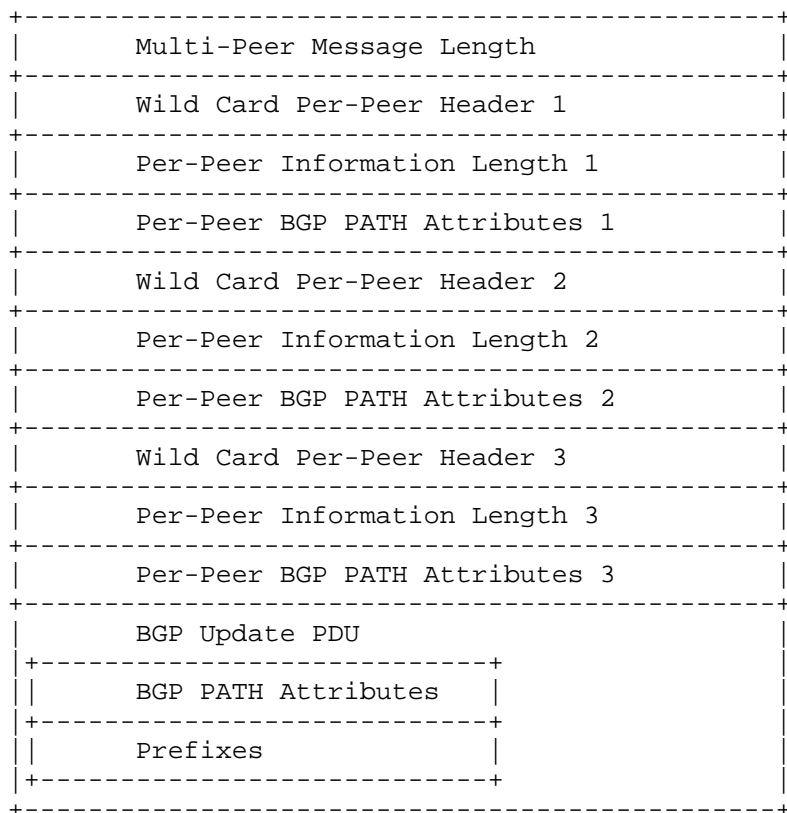 Multi-Peer Message Length
Wild Card Per-Peer Header 1
Per-Peer Information Length 1
Per-Peer BGP PATH Attributes 1
Wild Card Per-Peer Header 2
Per-Peer Information Length 2
Per-Peer BGP PATH Attributes 2
Wild Card Per-Peer Header 3
Per-Peer Information Length 3
Per-Peer BGP PATH Attributes 3
BGP Update PDU
BGP PATH Attributes
Prefixes